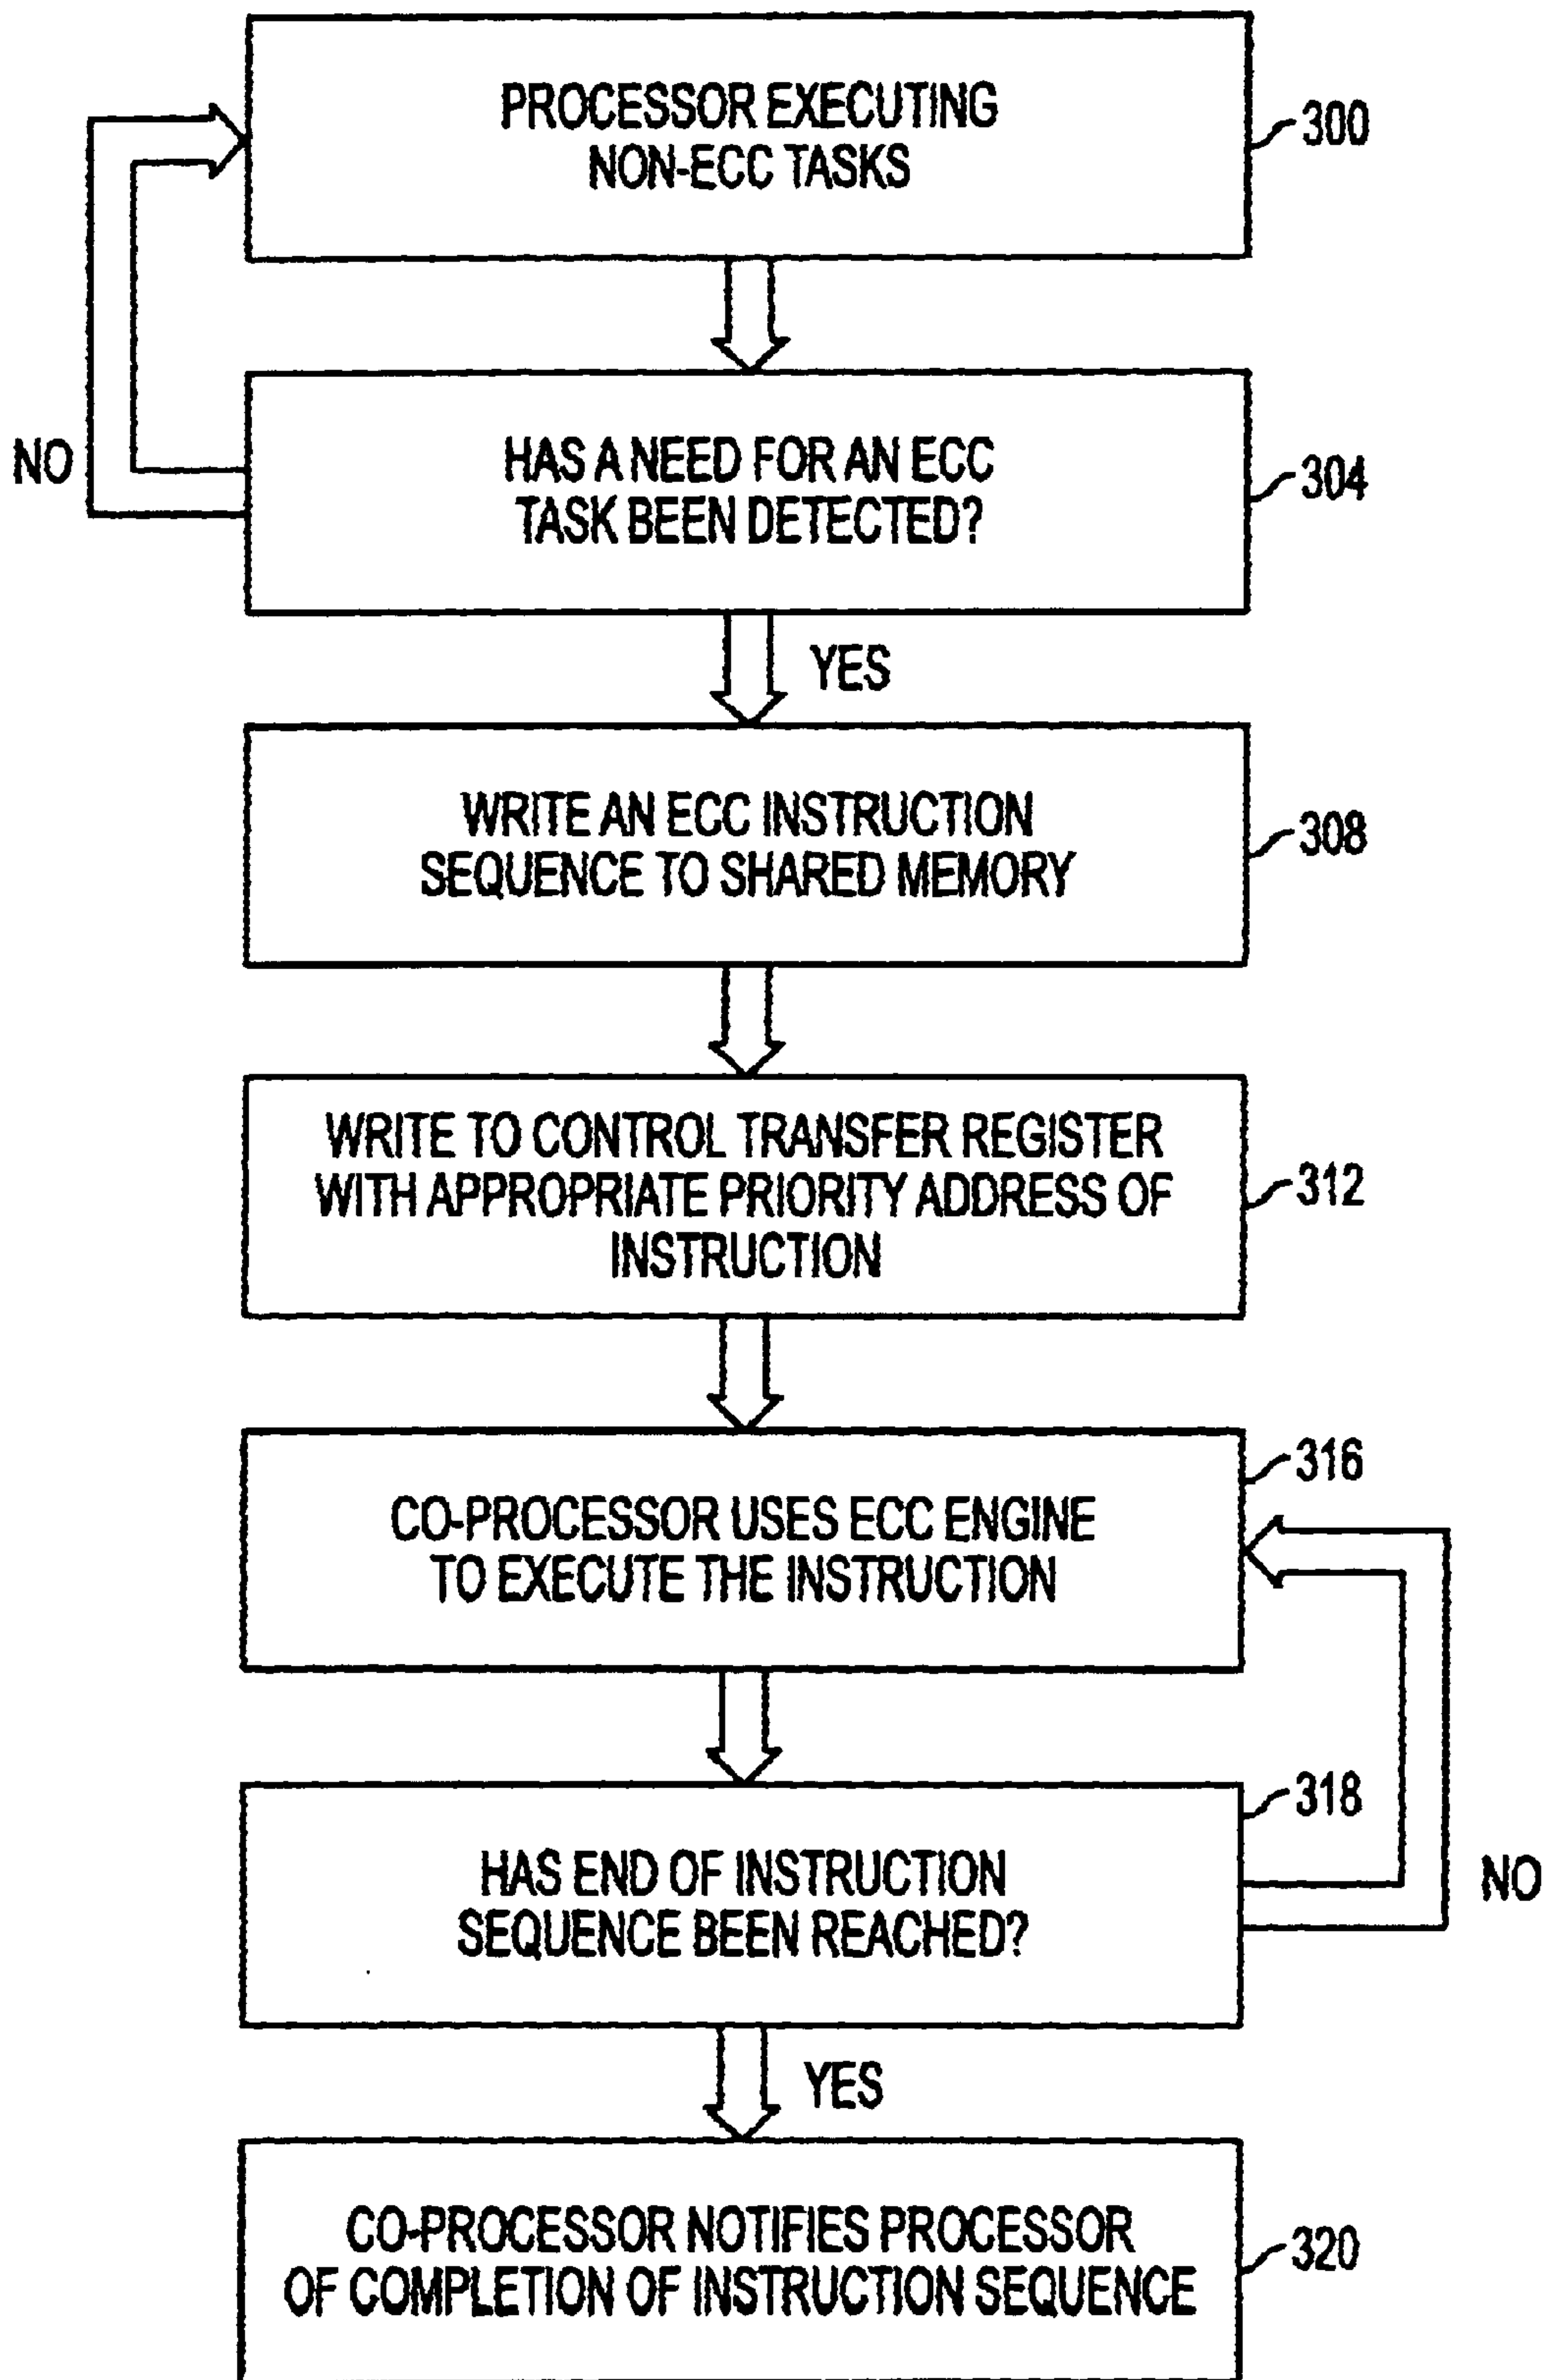 PROCESSOR EXECUTING
NON-ECC TASKS
300
HAS A NEED FOR AN ECC
TASK BEEN DETECTED?
304
NO
YES
WRITE AN ECC INSTRUCTION
SEQUENCE TO SHARED MEMORY
308
WRITE TO CONTROL TRANSFER REGISTER
WITH APPROPRIATE PRIORITY ADDRESS OF
INSTRUCTION
312
CO-PROCESSOR USES ECC ENGINE
TO EXECUTE THE INSTRUCTION
316
HAS END OF INSTRUCTION
SEQUENCE BEEN REACHED?
318
NO
YES
CO-PROCESSOR NOTIFIES PROCESSOR
OF COMPLETION OF INSTRUCTION SEQUENCE
320